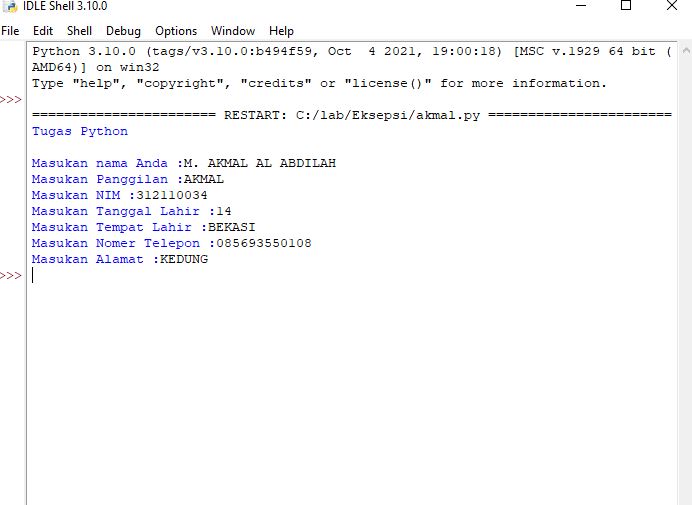 IDLE Shell 3.10.0
File Edit Shell Debug Options Window Help
Python 3.10.0 (tags/v3.10.0:b494f59, Oct  4 2021, 19:00:18) [MSC v.1929 64 bit (
AMD64)] on win32
Type "help", "copyright", "credits" or "license()" for more information.
>>>
======================= RESTART: C:/lab/Eksepsi/akmal.py =======================
Tugas Python
Masukan nama Anda :M. AKMAL AL ABDILAH
Masukan Panggilan :AKMAL
Masukan NIM :312110034
Masukan Tanggal Lahir :14
Masukan Tempat Lahir :BEKASI
Masukan Nomer Telepon :085693550108
Masukan Alamat :KEDUNG
>>>